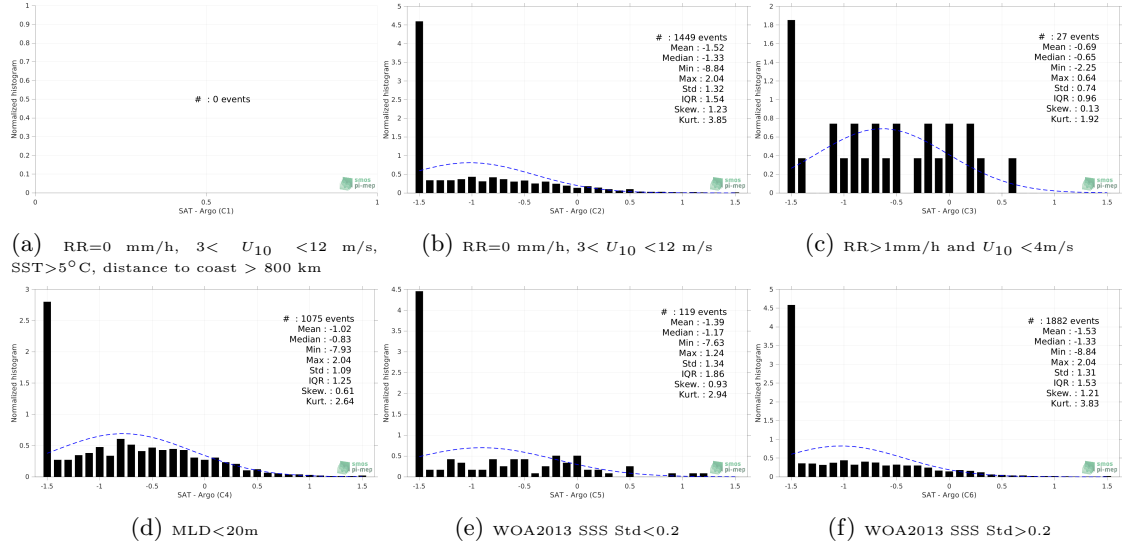 1
0.9
0.8
0.7
0.6
0.5
0.4
0.3
0.2
0.1
0
Normalized histogram
# : 0 events
smos
pi-mep
0
0.5
1
SAT - Argo (C1)
(a) RR=0 mm/h, 3< U10 <12 m/s,
SST>5°C, distance to coast > 800 km
5
4.5
4
3.5
3
2.5
2
1.5
1
0.5
0
Normalized histogram
# : 1449 events
Mean : -1.52
Median : -1.33
Min : -8.84
Max : 2.04
Std : 1.32
IQR : 1.54
Skew. : 1.23
Kurt. : 3.85
smos
pi-mep
-1.5
-1
-0.5
0
0.5
1
1.5
SAT - Argo (C2)
(b) RR=0 mm/h, 3< U10 <12 m/s
2
1.8
1.6
1.4
1.2
1
0.8
0.6
0.4
0.2
0
Normalized histogram
# : 27 events
Mean : -0.69
Median : -0.65
Min : -2.25
Max : 0.64
Std : 0.74
IQR : 0.96
Skew. : 0.13
Kurt. : 1.92
smos
pi-mep
-1.5
-1
-0.5
0
0.5
1
1.5
SAT - Argo (C3)
(c) RR>1mm/h and U10 <4m/s
3
2.5
2
1.5
1
0.5
0
Normalized histogram
# : 1075 events
Mean : -1.02
Median : -0.83
Min : -7.93
Max : 2.04
Std : 1.09
IQR : 1.25
Skew. : 0.61
Kurt. : 2.64
smos
pi-mep
-1.5
-1
-0.5
0
0.5
1
1.5
SAT - Argo (C4)
(d) MLD<20m
4.5
4
3.5
3
2.5
2
1.5
1
0.5
0
Normalized histogram
# : 119 events
Mean : -1.39
Median : -1.17
Min : -7.63
Max : 1.24
Std : 1.34
IQR : 1.86
Skew. : 0.93
Kurt. : 2.94
smos
pi-mep
-1.5
-1
-0.5
0
0.5
1
1.5
SAT - Argo (C5)
(e) WOA2013 SSS Std<0.2
5
4.5
4
3.5
3
2.5
2
1.5
1
0.5
0
Normalized histogram
# : 1882 events
Mean : -1.53
Median : -1.33
Min : -8.84
Max : 2.04
Std : 1.31
IQR : 1.53
Skew. : 1.21
Kurt. : 3.83
smos
pi-mep
-1.5
-1
-0.5
0
0.5
1
1.5
SAT - Argo (C6)
(f) WOA2013 SSS Std>0.2